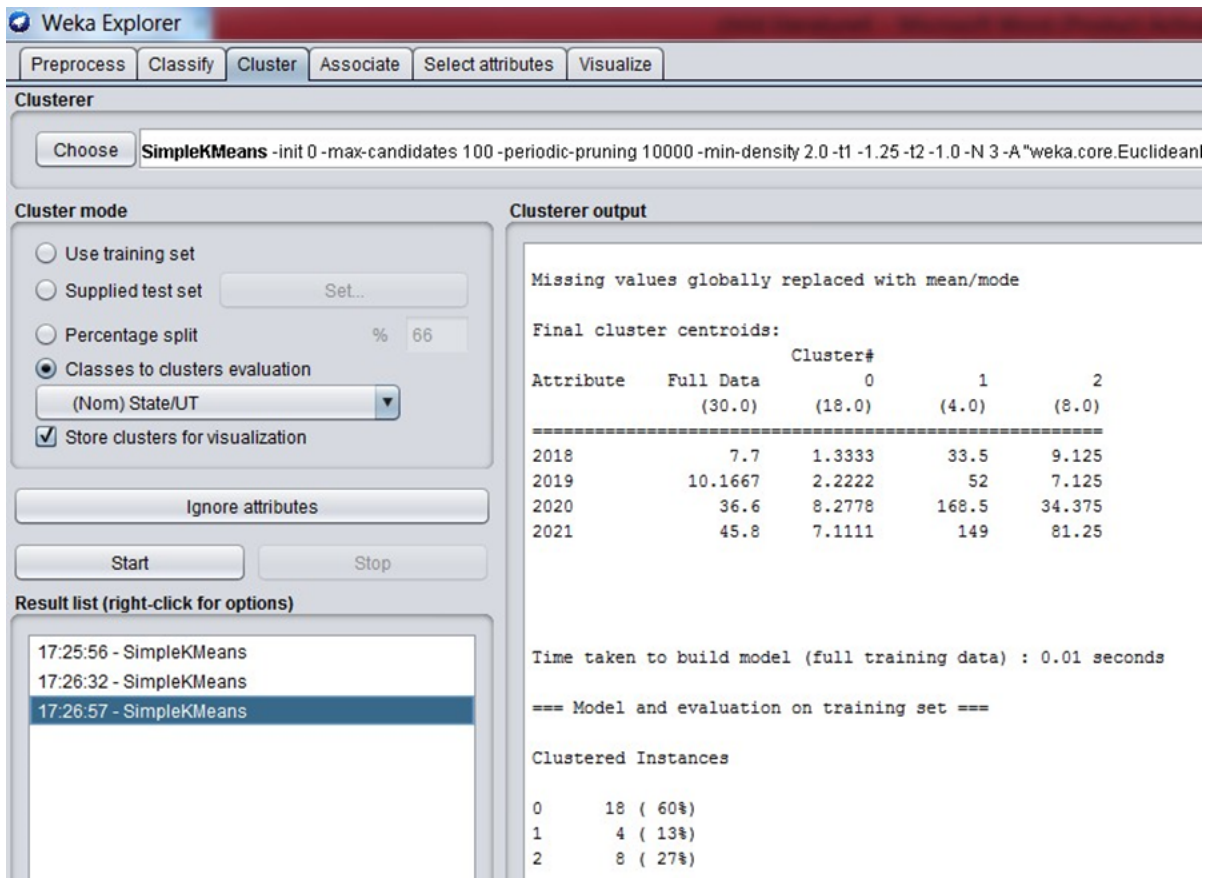 Weka Explorer
Preprocess Classify Cluster Associate Select attributes Visualize
Clusterer
Choose SimpleKMeans -init 0 -max-candidates 100 -periodic-pruning 10000 -min-density 2.0 -t1 -1.25 -t2 -1.0 -N 3 -A "weka.core.Euclidean
Cluster mode
Use training set
Supplied test set Set...
Percentage split % 66
Classes to clusters evaluation
(Nom) State/UT
Store clusters for visualization
Ignore attributes
Start Stop
Result list (right-click for options)
17:25:56 - SimpleKMeans
17:26:32 - SimpleKMeans
17:26:57 - SimpleKMeans
Clusterer output
Missing values globally replaced with mean/mode
Final cluster centroids:
Cluster#
Attribute Full Data 0 1 2
(30.0) (18.0) (4.0) (8.0)
======================================================
2018 7.7 1.3333 33.5 9.125
2019 10.1667 2.2222 52 7.125
2020 36.6 8.2778 168.5 34.375
2021 45.8 7.1111 149 81.25
Time taken to build model (full training data) : 0.01 seconds
=== Model and evaluation on training set ===
Clustered Instances
0 18 ( 60%)
1 4 ( 13%)
2 8 ( 27%)